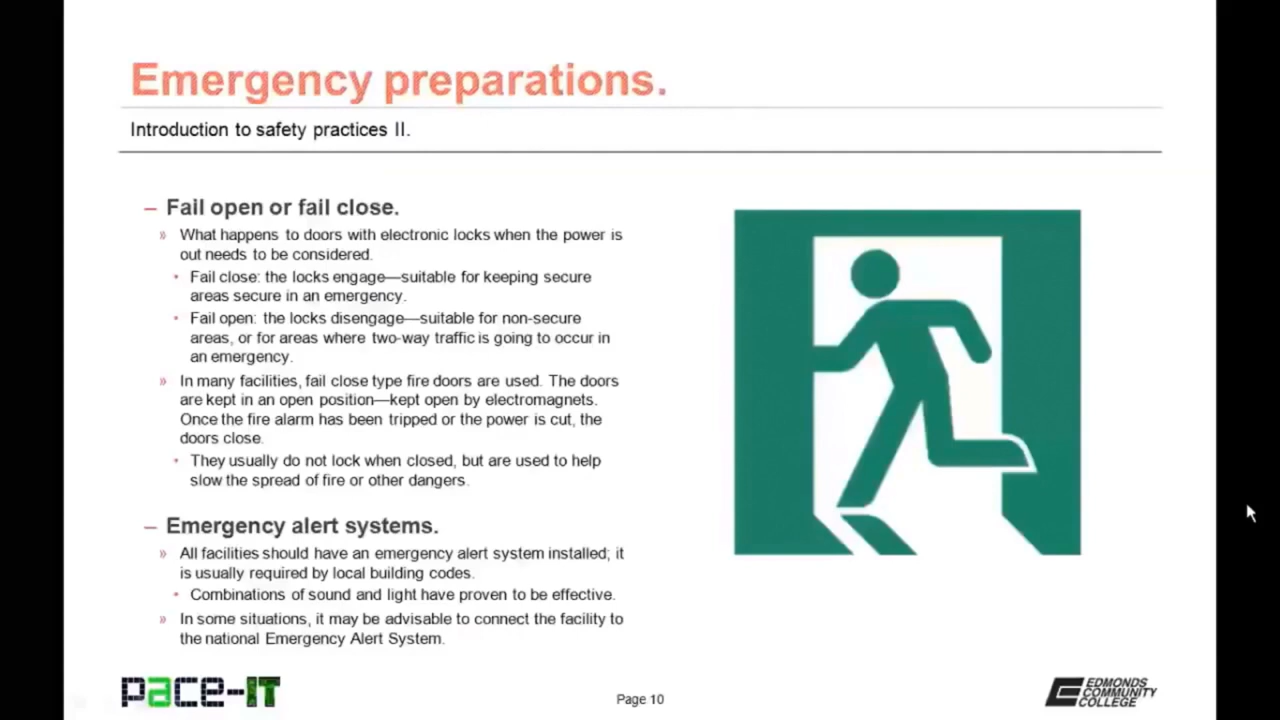 Emergency preparations.
Introduction to safety practices II.
– Fail open or fail close.
» What happens to doors with electronic locks when the power is
out needs to be considered.
• Fail close: the locks engage—suitable for keeping secure
areas secure in an emergency.
• Fail open: the locks disengage—suitable for non-secure
areas, or for areas where two-way traffic is going to occur in
an emergency.
» In many facilities, fail close type fire doors are used. The doors
are kept in an open position—kept open by electromagnets.
Once the fire alarm has been tripped or the power is cut, the
doors close.
• They usually do not lock when closed, but are used to help
slow the spread of fire or other dangers.
– Emergency alert systems.
» All facilities should have an emergency alert system installed; it
is usually required by local building codes.
• Combinations of sound and light have proven to be effective.
» In some situations, it may be advisable to connect the facility to
the national Emergency Alert System.
pace-IT
Page 10
EDMONDS
COMMUNITY
COLLEGE